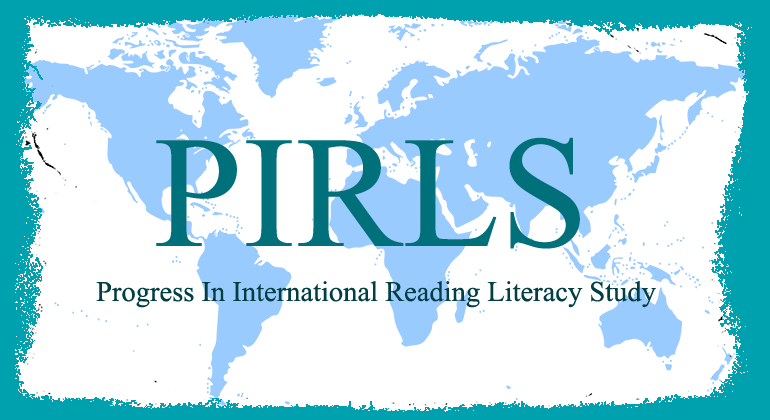 PIRLS
Progress In International Reading Literacy Study